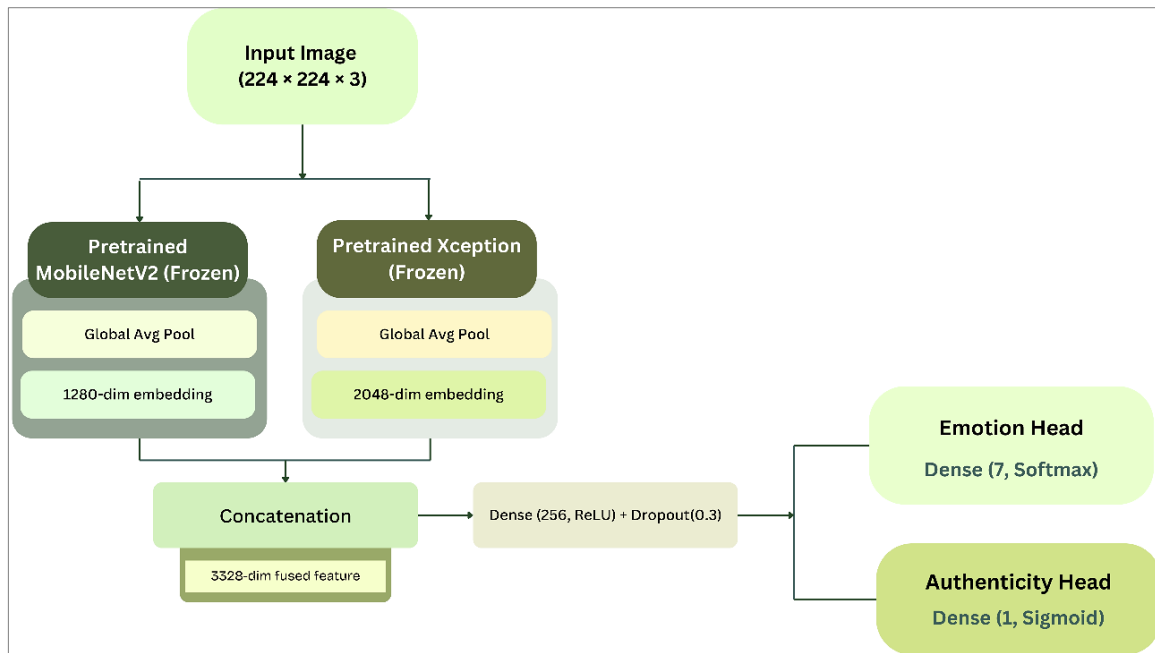 Input Image
(224 × 224 × 3)
Pretrained
MobileNetV2 (Frozen)
Global Avg Pool
1280-dim embedding
Pretrained Xception
(Frozen)
Global Avg Pool
2048-dim embedding
Concatenation
3328-dim fused feature
Dense (256, ReLU) + Dropout(0.3)
Emotion Head
Dense (7, Softmax)
Authenticity Head
Dense (1, Sigmoid)